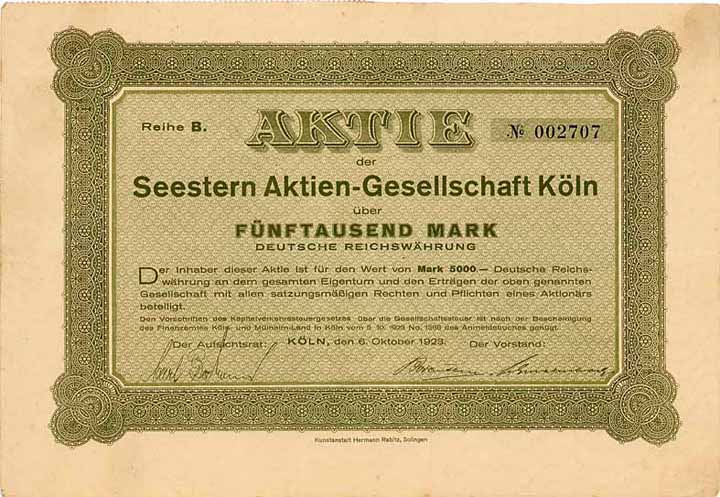 Reihe B. AKTIE № 002707
der
Seestern Aktien-Gesellschaft Köln
über
FÜNFTAUSEND MARK
DEUTSCHE REICHSWÄHRUNG
Der Inhaber dieser Aktie ist für den Wert von Mark 5000.— Deutsche Reichs-
währung an dem gesamten Eigentum und den Erträgen der oben genannten
Gesellschaft mit allen satzungsmäßigen Rechten und Pflichten eines Aktionärs
beteiligt.
Den Vorschriften des Kapitalverkehrssteuergesetzes über die Gesellschaftssteuer ist nach der Bescheinigung
des Finanzamtes Köln und Mülheim-Land in Köln vom 5. 10. 1923 No. 1368 des Anmeldebuches genügt.
Der Aufsichtsrat: KÖLN, den 6. Oktober 1923. Der Vorstand:
Kunstanstalt Hermann Rabitz, Solingen